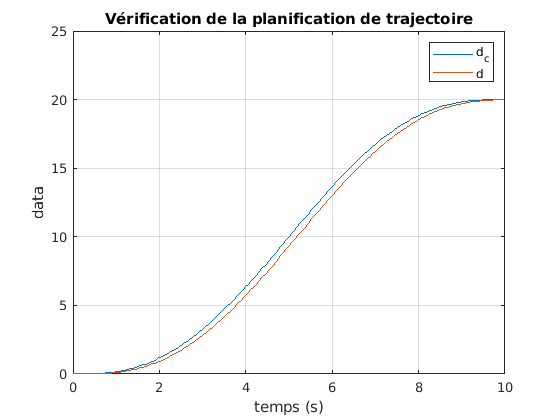 Vérification de la planification de trajectoire
25
20
15
10
5
0
data
0 2 4 6 8 10
temps (s)
d_c
d